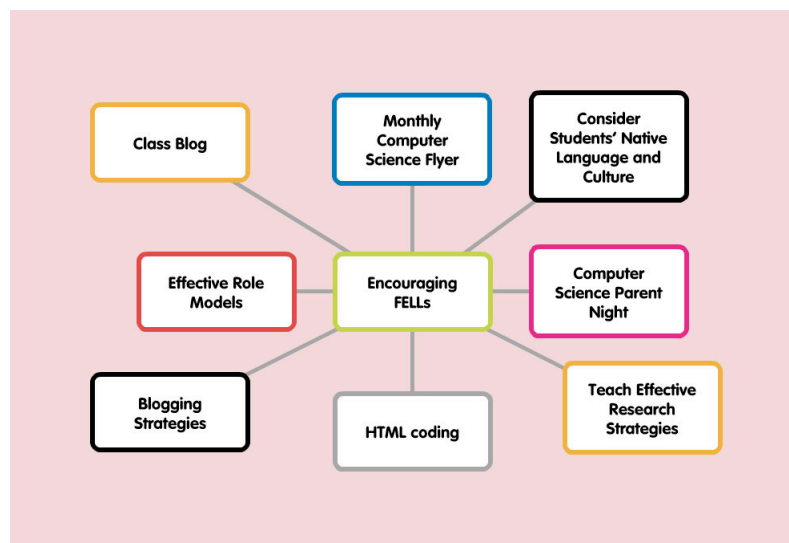 Class Blog
Monthly
Computer
Science Flyer
Consider
Students’ Native
Language and
Culture
Effective Role
Models
Encouraging
FELLs
Computer
Science Parent
Night
Blogging
Strategies
HTML coding
Teach Effective
Research
Strategies